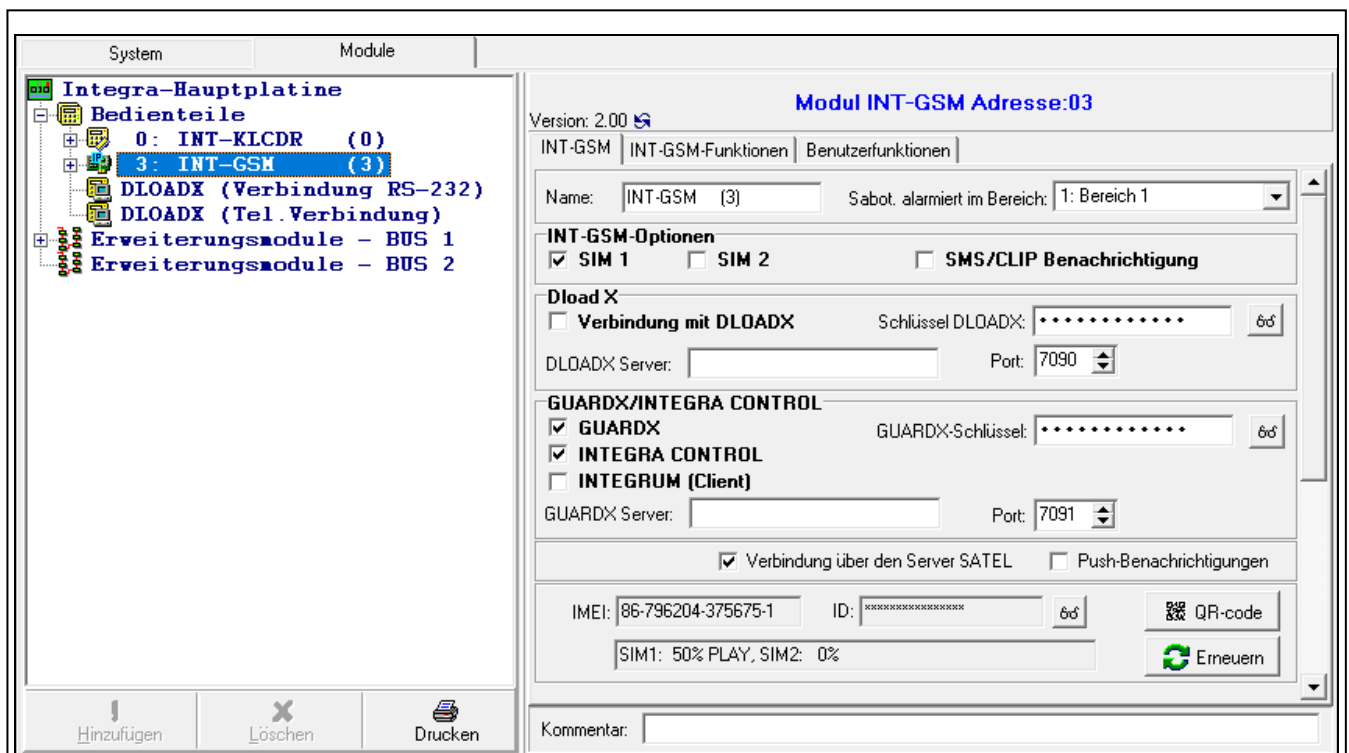 System Module
Integra-Hauptplatine
Bedienteile
0: INT-KLCDR (0)
3: INT-GSM (3)
DLOADX (Verbindung RS-232)
DLOADX (Tel.Verbindung)
Erweiterungsmodule - BUS 1
Erweiterungsmodule - BUS 2
Hinzufügen Löschen Drucken
Modul INT-GSM Adresse:03
Version: 2.00
INT-GSM INT-GSM-Funktionen Benutzerfunktionen
Name: INT-GSM (3) Sabot. alarmiert im Bereich: 1: Bereich 1
INT-GSM-Optionen
SIM 1 SIM 2 SMS/CLIP Benachrichtigung
Dload X
Verbindung mit DLOADX Schlüssel DLOADX: ••••••••••••
DLOADX Server: Port: 7090
GUARDX/INTEGRA CONTROL
GUARDX GUARDX-Schlüssel: ••••••••••••
INTEGRA CONTROL
INTEGRUM (Client)
GUARDX Server: Port: 7091
Verbindung über den Server SATEL Push-Benachrichtigungen
IMEI: 86-796204-375675-1 ID: **************** QR-code
SIM1: 50% PLAY, SIM2: 0% Erneuern
Kommentar: